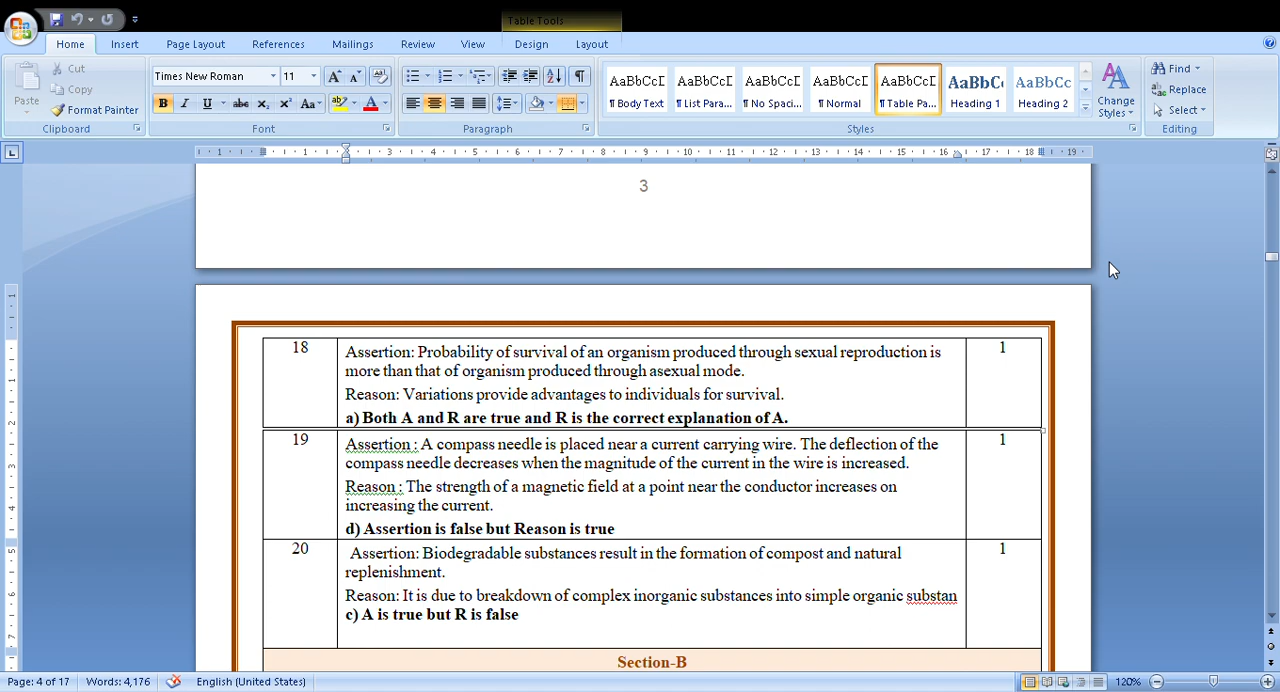 Table Tools
Home Insert Page Layout References Mailings Review View Design Layout
Cut
Copy
Format Painter
Paste
Clipboard
Times New Roman 11
Font
Paragraph
AaBbCcI AaBbCcI AaBbCcI AaBbCcI AaBbCcI AaBbC AaBbCc
¶ Body Text ¶ List Para... ¶ No Spaci... ¶ Normal ¶ Table Pa... Heading 1 Heading 2
Change
Styles
Styles
Find
Replace
Select
Editing
3
18 Assertion: Probability of survival of an organism produced through sexual reproduction is 1
more than that of organism produced through asexual mode.
Reason: Variations provide advantages to individuals for survival.
a) Both A and R are true and R is the correct explanation of A.
19 Assertion : A compass needle is placed near a current carrying wire. The deflection of the 1
compass needle decreases when the magnitude of the current in the wire is increased.
Reason : The strength of a magnetic field at a point near the conductor increases on
increasing the current.
d) Assertion is false but Reason is true
20 Assertion: Biodegradable substances result in the formation of compost and natural 1
replenishment.
Reason: It is due to breakdown of complex inorganic substances into simple organic substan
c) A is true but R is false
Section-B
Page: 4 of 17 Words: 4,176 English (United States) 120%